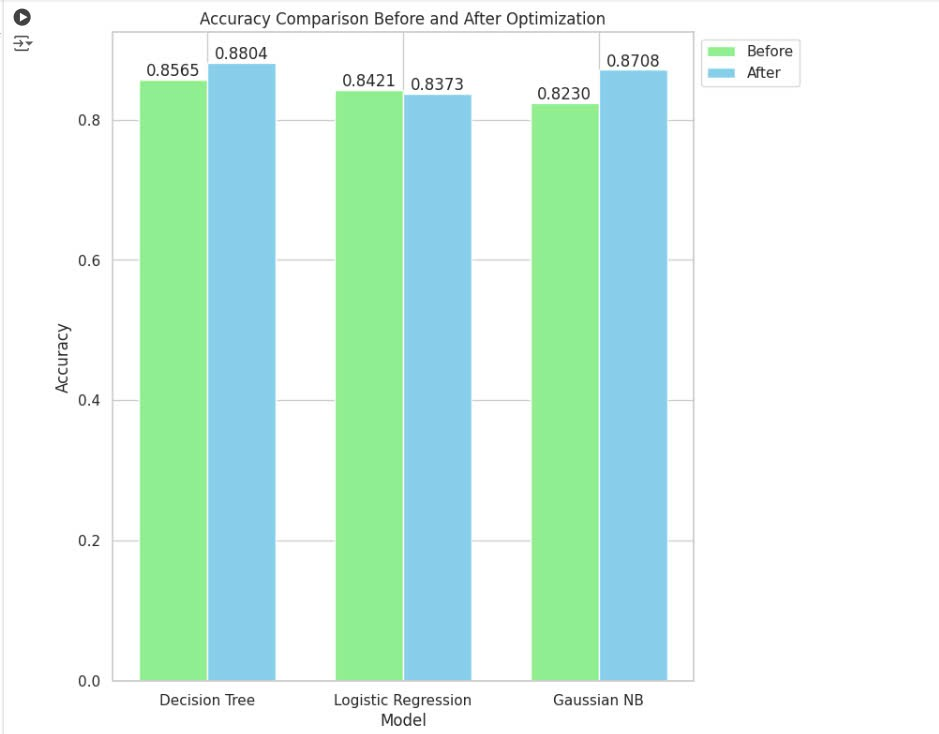 Accuracy Comparison Before and After Optimization
Before
After
0.8565
0.8804
0.8421
0.8373
0.8230
0.8708
0.8
0.6
0.4
0.2
0.0
Accuracy
Decision Tree
Logistic Regression
Gaussian NB
Model